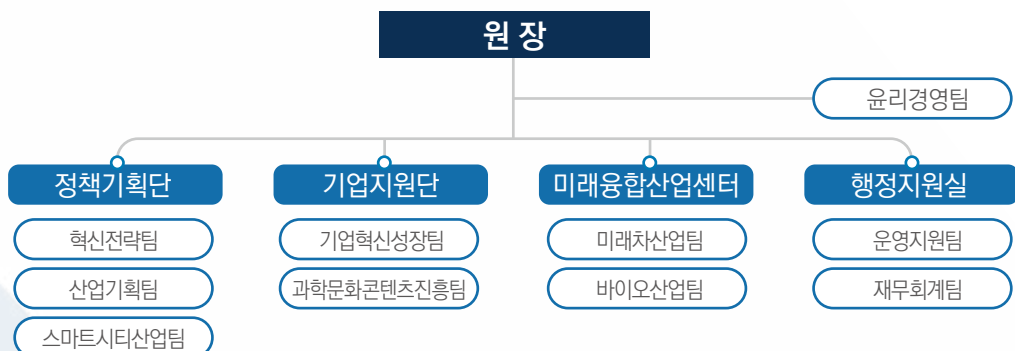 원 장
윤리경영팀
정책기획단
기업지원단
미래융합산업센터
행정지원실
혁신전략팀
기업혁신성장팀
미래차산업팀
운영지원팀
산업기획팀
과학문화콘텐츠진흥팀
바이오산업팀
재무회계팀
스마트시티산업팀